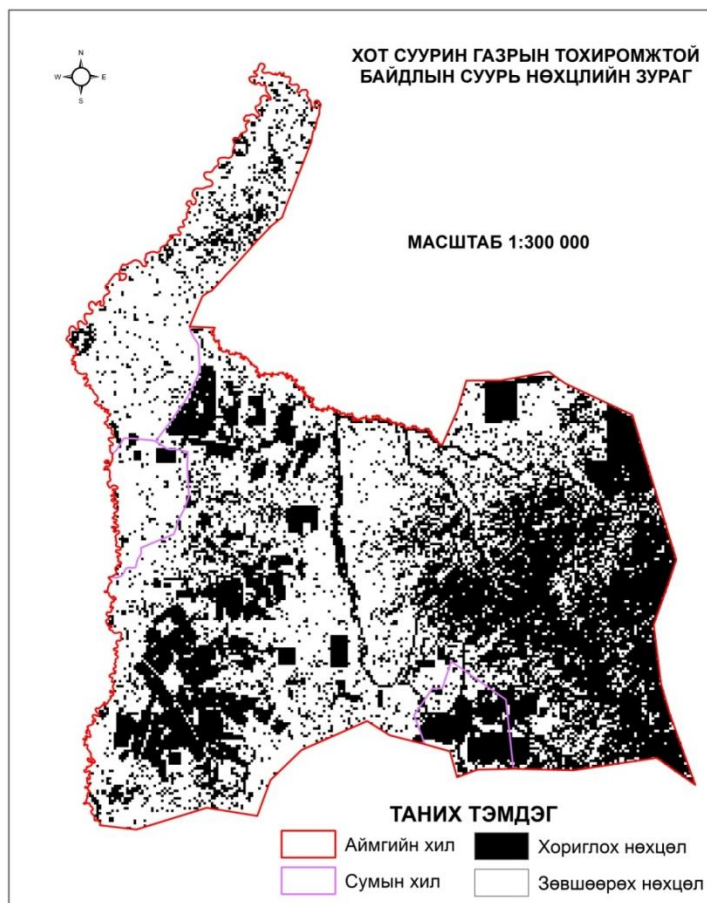 ХОТ СУУРИН ГАЗРЫН ТОХИРОМЖТОЙ
БАЙДЛЫН СУУРЬ НӨХЦЛИЙН ЗУРАГ
N
W E
S
МАСШТАБ 1:300 000
ТАНИХ ТЭМДЭГ
Аймгийн хил
Хориглох нөхцөл
Сумын хил
Зөвшөөрөх нөхцөл